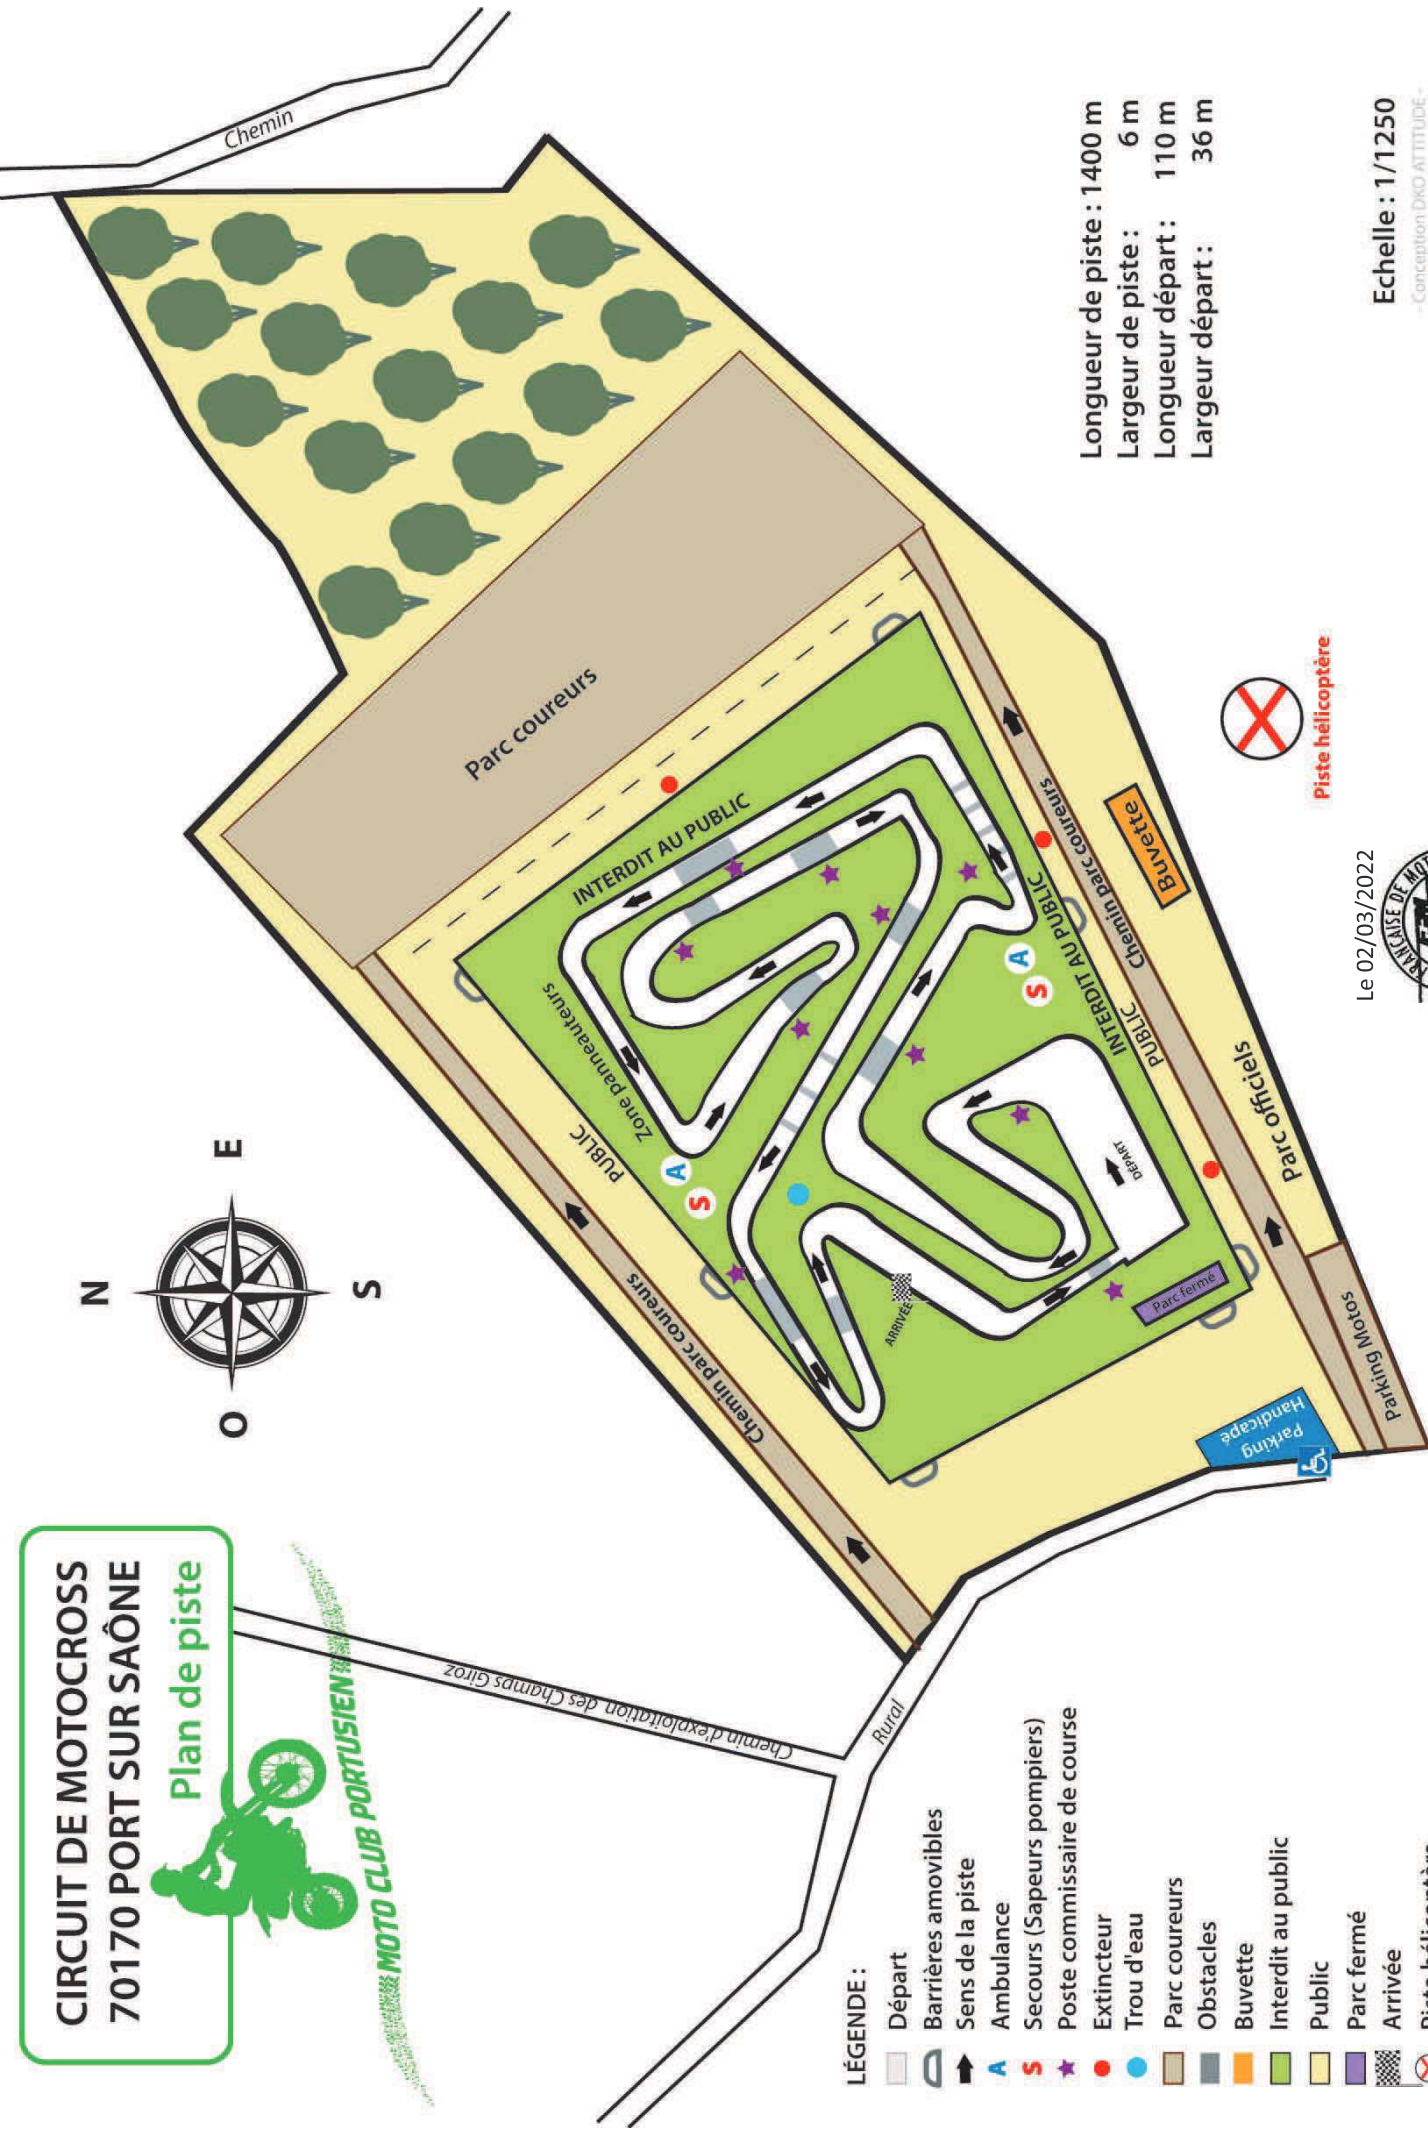 CIRCUIT DE MOTOCROSS
70170 PORT SUR SAÔNE
Plan de piste
MOTO CLUB PORTUSIEN
N
E
S
O
Chemin
Chemin d'exploitation des Champs Giroz
Rural
Parc coureurs
INTERDIT AU PUBLIC
Zone panneauteurs
PUBLIC
A
S
Chemin parc coureurs
ARRIVÉE
DÉPART
Parc fermé
A
S
INTERDIT AU PUBLIC
PUBLIC
Chemin parc coureurs
Buvette
Parc officiels
Parking Motos
Parking
Handicapé
Piste hélicoptère
Longueur de piste : 1400 m
Largeur de piste : 6 m
Longueur départ : 110 m
Largeur départ : 36 m
Echelle : 1/1250
- Conception DKO ATTITUDE -
Le 02/03/2022
LÉGENDE :
Départ
Barrières amovibles
Sens de la piste
A Ambulance
S Secours (Sapeurs pompiers)
Poste commissaire de course
Extincteur
Trou d'eau
Parc coureurs
Obstacles
Buvette
Interdit au public
Public
Parc fermé
Arrivée